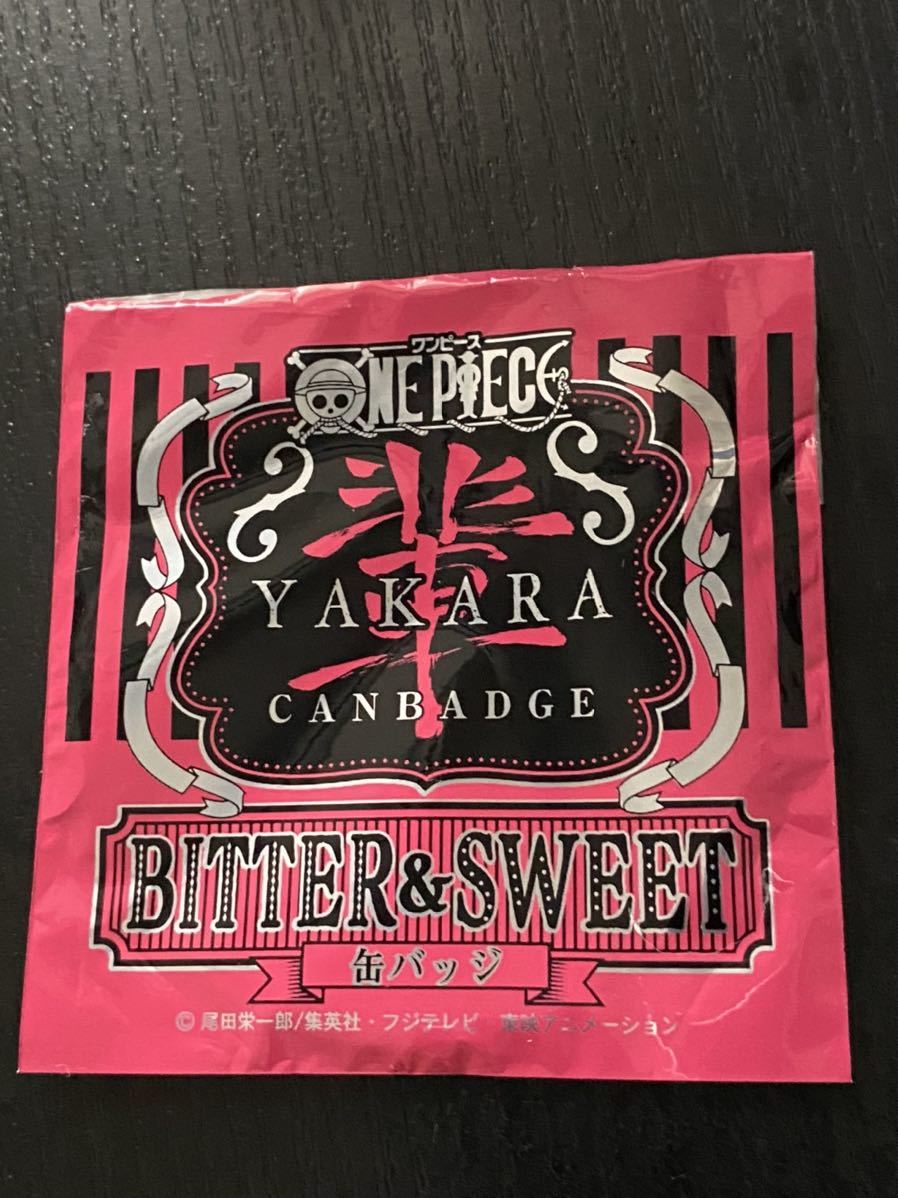 ワンピース
ONE PIECE
輩
YAKARA
CANBADGE
BITTER&SWEET
缶バッジ
© 尾田栄一郎/集英社・フジテレビ 東映アニメーション